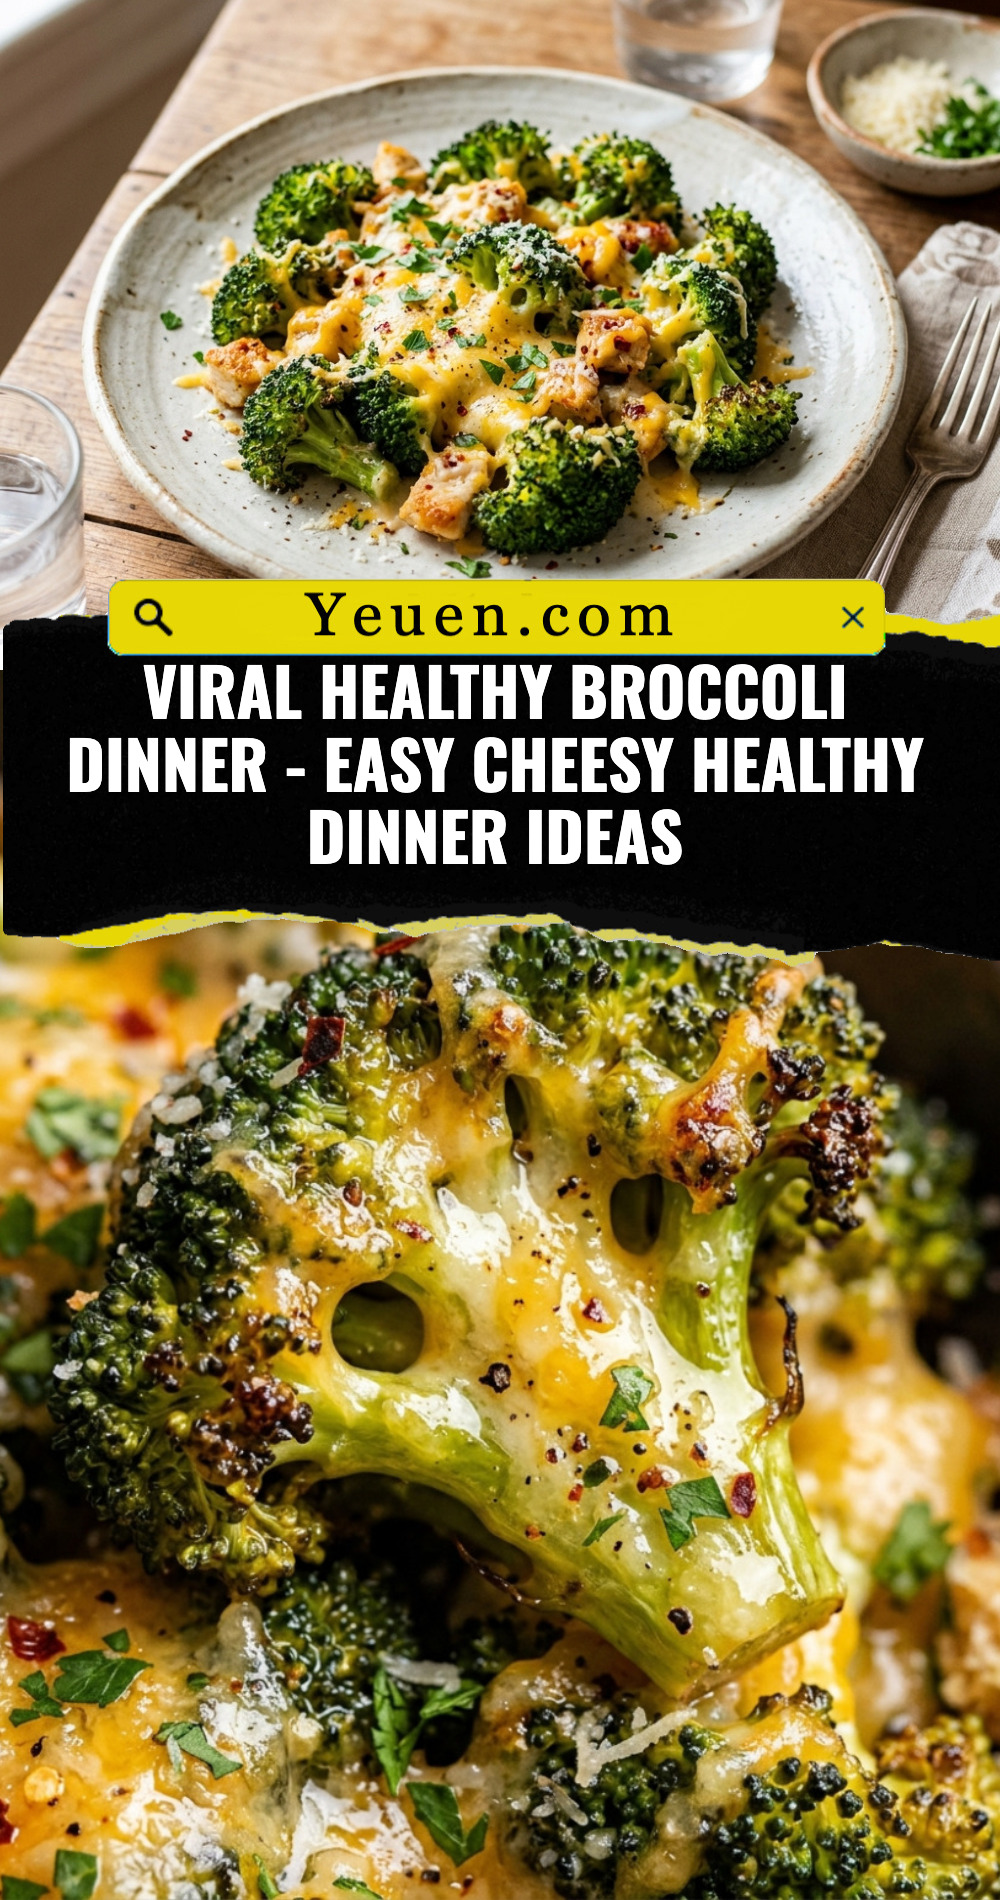 Yeuen.com
VIRAL HEALTHY BROCCOLI
DINNER - EASY CHEESY HEALTHY
DINNER IDEAS